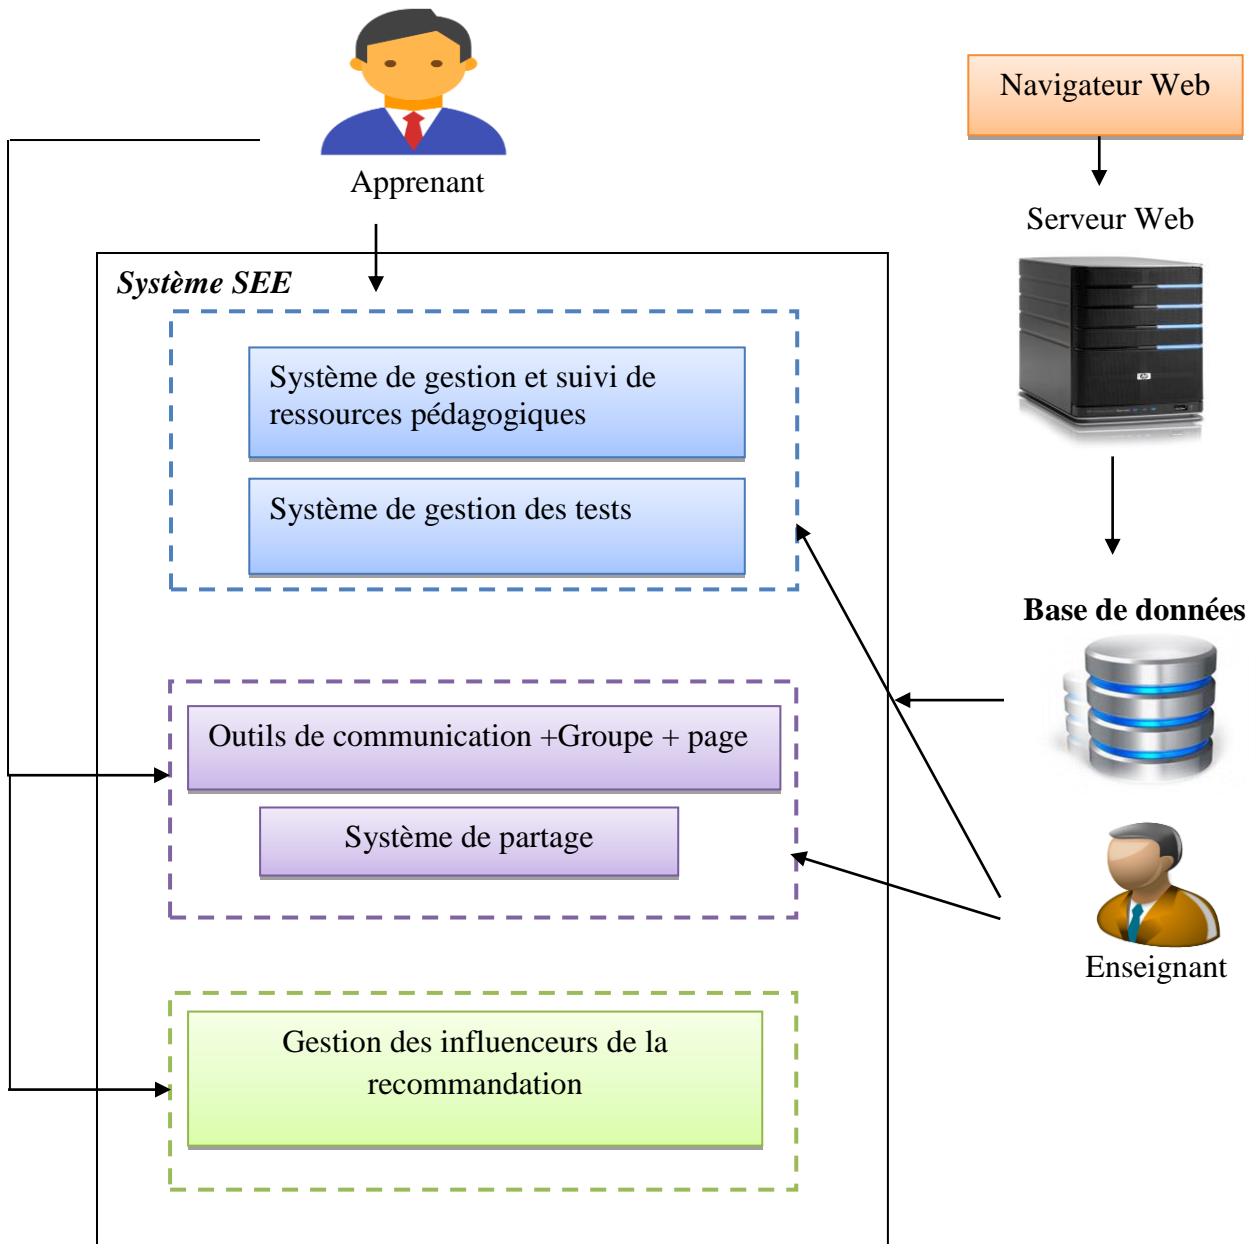 Apprenant
Navigateur Web
Serveur Web
Système SEE
Système de gestion et suivi de
ressources pédagogiques
Système de gestion des tests
Base de données
Outils de communication +Groupe + page
Système de partage
Enseignant
Gestion des influenceurs de la
recommandation